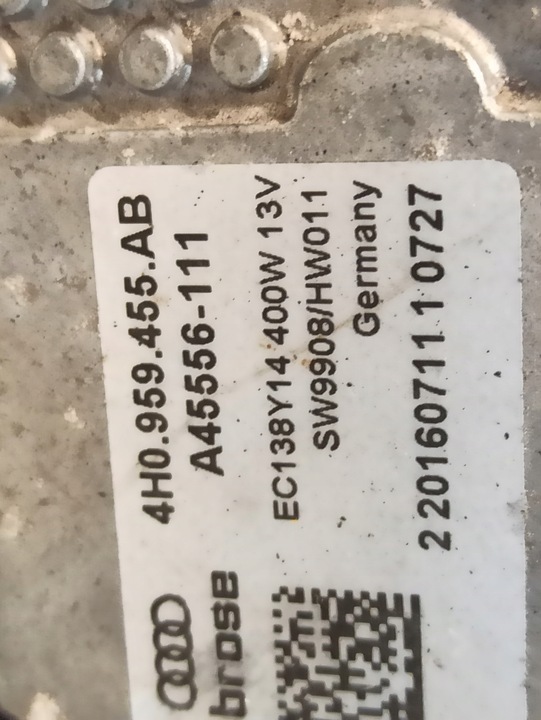 4H0.959.455.AB
A45556-111
brose
EC138Y14 400W 13V
SW9908/HW011
Germany
2 20160711 1 0727